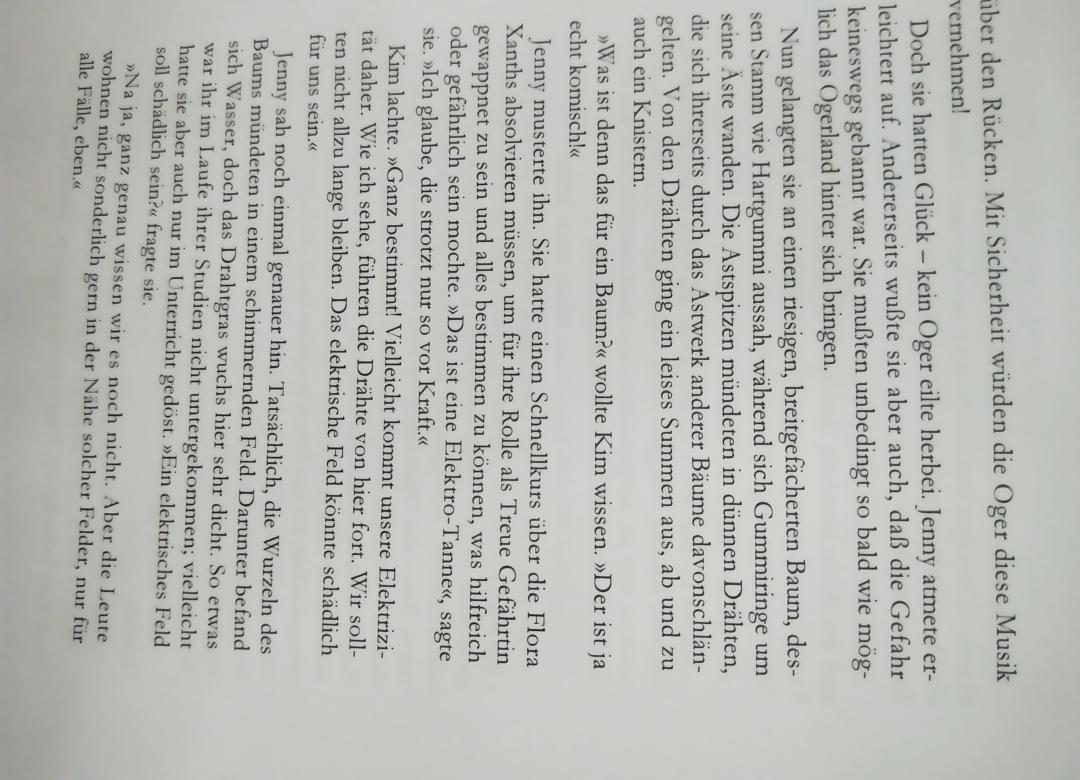 über den Rücken. Mit Sicherheit würden die Oger diese Musik
vernehmen!
Doch sie hatten Glück – kein Oger eilte herbei. Jenny atmete er-
leichtert auf. Andererseits wußte sie aber auch, daß die Gefahr
keineswegs gebannt war. Sie mußten unbedingt so bald wie mög-
lich das Ogerland hinter sich bringen.
Nun gelangten sie an einen riesigen, breitgefächerten Baum, des-
sen Stamm wie Hartgummi aussah, während sich Gummiringe um
seine Äste wanden. Die Astspitzen mündeten in dünnen Drähten,
die sich ihrerseits durch das Astwerk anderer Bäume davonschlän-
gelten. Von den Drähten ging ein leises Summen aus, ab und zu
auch ein Knistern.
»Was ist denn das für ein Baum?« wollte Kim wissen. »Der ist ja
echt komisch!«
Jenny musterte ihn. Sie hatte einen Schnellkurs über die Flora
Xanths absolvieren müssen, um für ihre Rolle als Treue Gefährtin
gewappnet zu sein und alles bestimmen zu können, was hilfreich
oder gefährlich sein mochte. »Das ist eine Elektro-Tanne«, sagte
sie. »Ich glaube, die strotzt nur so vor Kraft.«
Kim lachte. »Ganz bestimmt! Vielleicht kommt unsere Elektrizi-
tät daher. Wie ich sehe, führen die Drähte von hier fort. Wir soll-
ten nicht allzu lange bleiben. Das elektrische Feld könnte schädlich
für uns sein.«
Jenny sah noch einmal genauer hin. Tatsächlich, die Wurzeln des
Baums mündeten in einem schimmernden Feld. Darunter befand
sich Wasser, doch das Drahtgras wuchs hier sehr dicht. So etwas
war ihr im Laufe ihrer Studien nicht untergekommen; vielleicht
hatte sie aber auch nur im Unterricht gedöst. »Ein elektrisches Feld
soll schädlich sein?« fragte sie.
»Na ja, ganz genau wissen wir es noch nicht. Aber die Leute
wohnen nicht sonderlich gern in der Nähe solcher Felder, nur für
alle Fälle, eben.«